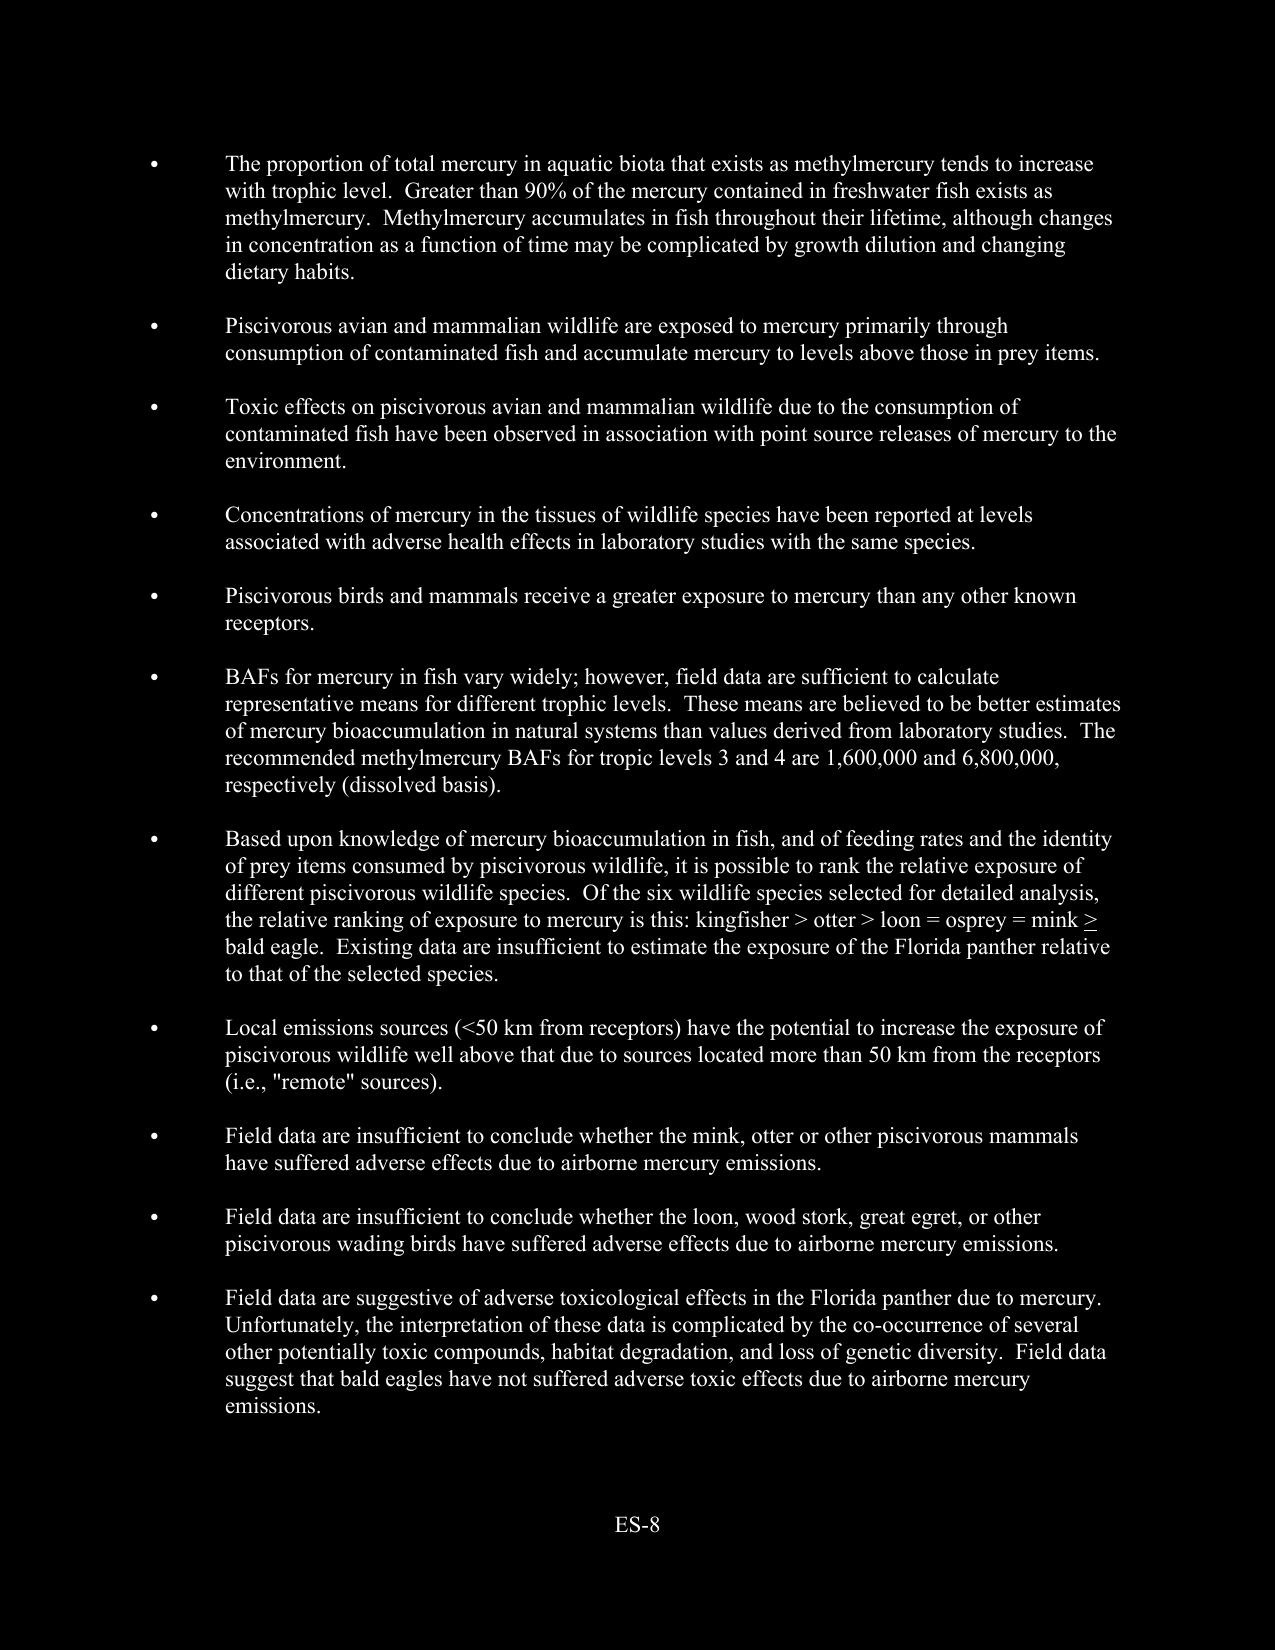 • The proportion of total mercury in aquatic biota that exists as methylmercury tends to increase
with trophic level.  Greater than 90% of the mercury contained in freshwater fish exists as
methylmercury.  Methylmercury accumulates in fish throughout their lifetime, although changes
in concentration as a function of time may be complicated by growth dilution and changing
dietary habits.
• Piscivorous avian and mammalian wildlife are exposed to mercury primarily through
consumption of contaminated fish and accumulate mercury to levels above those in prey items.
• Toxic effects on piscivorous avian and mammalian wildlife due to the consumption of
contaminated fish have been observed in association with point source releases of mercury to the
environment.
• Concentrations of mercury in the tissues of wildlife species have been reported at levels
associated with adverse health effects in laboratory studies with the same species.
• Piscivorous birds and mammals receive a greater exposure to mercury than any other known
receptors.
• BAFs for mercury in fish vary widely; however, field data are sufficient to calculate
representative means for different trophic levels.  These means are believed to be better estimates
of mercury bioaccumulation in natural systems than values derived from laboratory studies.  The
recommended methylmercury BAFs for tropic levels 3 and 4 are 1,600,000 and 6,800,000,
respectively (dissolved basis).
• Based upon knowledge of mercury bioaccumulation in fish, and of feeding rates and the identity
of prey items consumed by piscivorous wildlife, it is possible to rank the relative exposure of
different piscivorous wildlife species.  Of the six wildlife species selected for detailed analysis,
the relative ranking of exposure to mercury is this: kingfisher > otter > loon = osprey = mink ≥
bald eagle.  Existing data are insufficient to estimate the exposure of the Florida panther relative
to that of the selected species.
• Local emissions sources (<50 km from receptors) have the potential to increase the exposure of
piscivorous wildlife well above that due to sources located more than 50 km from the receptors
(i.e., "remote" sources).
• Field data are insufficient to conclude whether the mink, otter or other piscivorous mammals
have suffered adverse effects due to airborne mercury emissions.
• Field data are insufficient to conclude whether the loon, wood stork, great egret, or other
piscivorous wading birds have suffered adverse effects due to airborne mercury emissions.
• Field data are suggestive of adverse toxicological effects in the Florida panther due to mercury.
Unfortunately, the interpretation of these data is complicated by the co-occurrence of several
other potentially toxic compounds, habitat degradation, and loss of genetic diversity.  Field data
suggest that bald eagles have not suffered adverse toxic effects due to airborne mercury
emissions.
ES-8